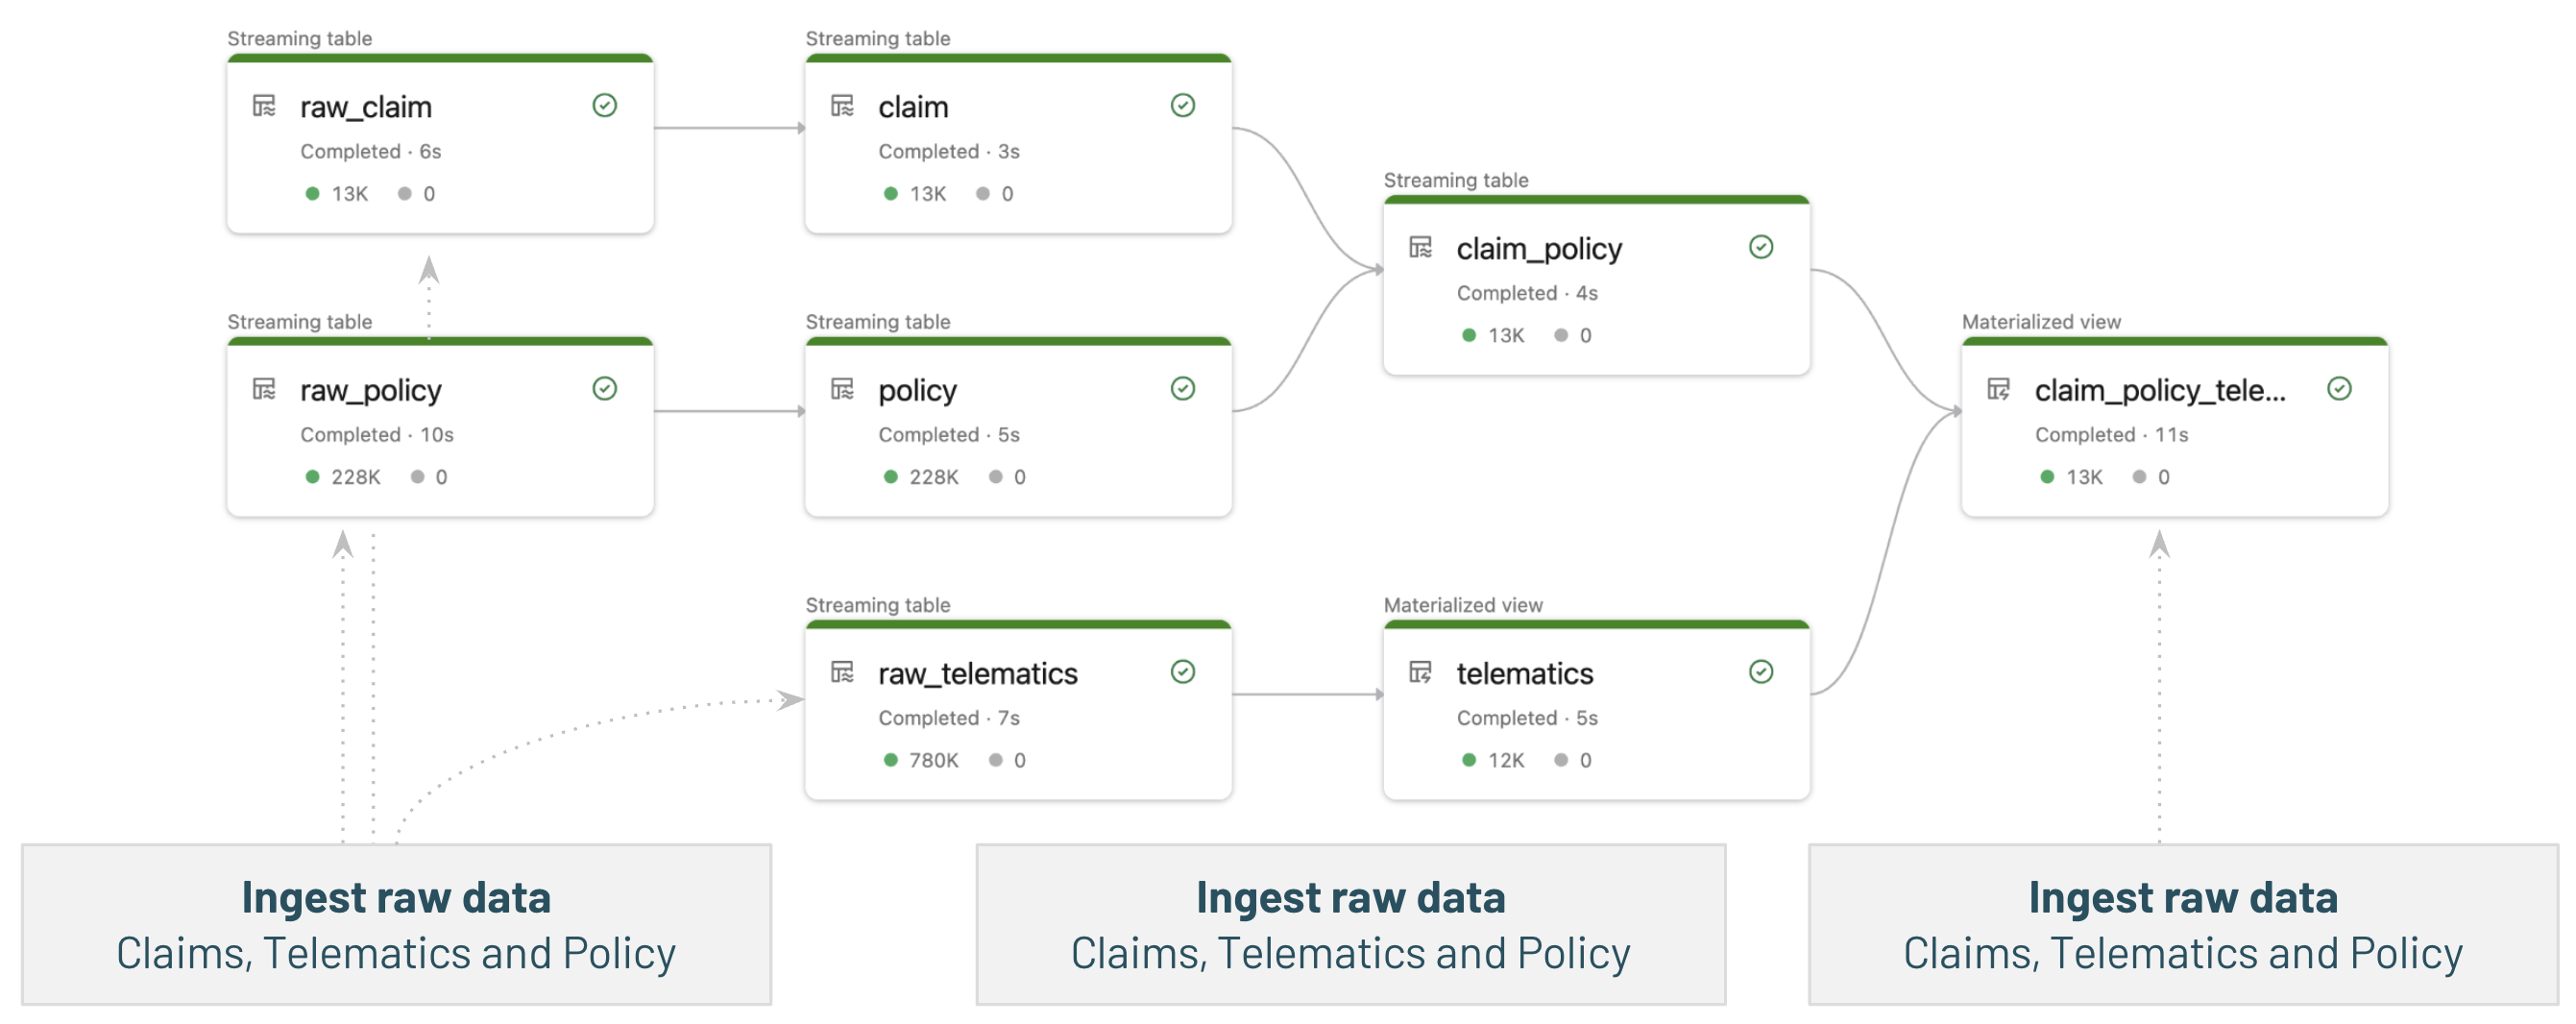 Streaming table
raw_claim
Completed · 6s
13K 0
Streaming table
claim
Completed · 3s
13K 0
Streaming table
claim_policy
Completed · 4s
13K 0
Streaming table
raw_policy
Completed · 10s
228K 0
Streaming table
policy
Completed · 5s
228K 0
Materialized view
claim_policy_tele...
Completed · 11s
13K 0
Streaming table
raw_telematics
Completed · 7s
780K 0
Materialized view
telematics
Completed · 5s
12K 0
Ingest raw data
Claims, Telematics and Policy
Ingest raw data
Claims, Telematics and Policy
Ingest raw data
Claims, Telematics and Policy